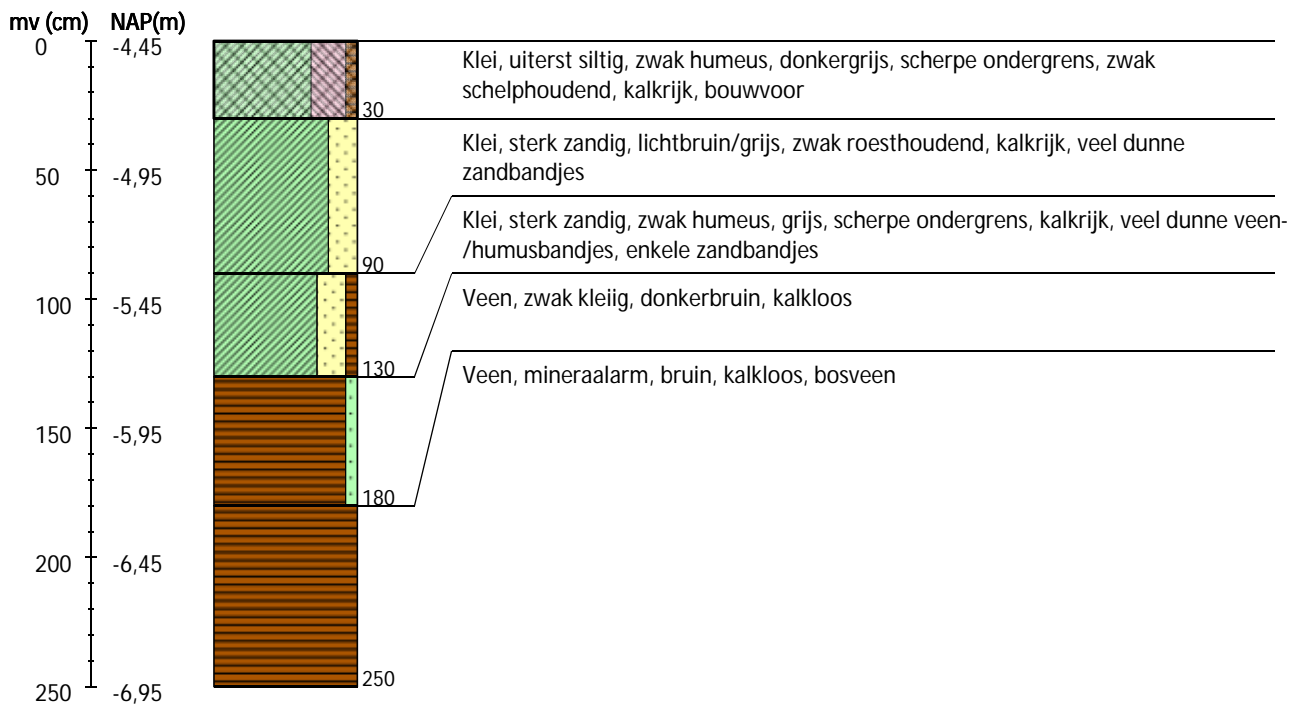 mv (cm) NAP(m)
0 -4,45
Klei, uiterst siltig, zwak humeus, donkergrijs, scherpe ondergrens, zwak
schelphoudend, kalkrijk, bouwvoor
30
Klei, sterk zandig, lichtbruin/grijs, zwak roesthoudend, kalkrijk, veel dunne
zandbandjes
50 -4,95
Klei, sterk zandig, zwak humeus, grijs, scherpe ondergrens, kalkrijk, veel dunne veen-
/humusbandjes, enkele zandbandjes
90
100 -5,45
Veen, zwak kleiig, donkerbruin, kalkloos
130
Veen, mineraalarm, bruin, kalkloos, bosveen
150 -5,95
180
200 -6,45
250
250 -6,95